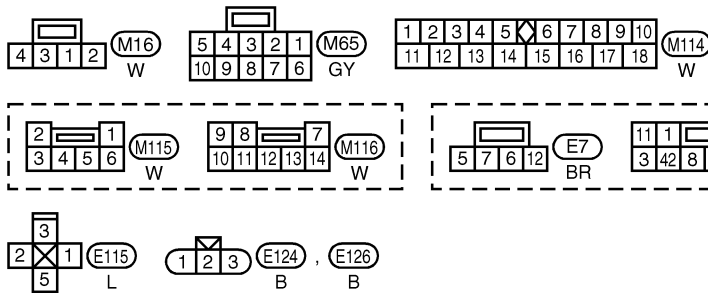 4 3 1 2 M16 W
5 4 3 2 1 M65
10 9 8 7 6 GY
1 2 3 4 5 6 7 8 9 10 M114
11 12 13 14 15 16 17 18 W
2 1 M115
3 4 5 6 W
9 8 7 M116
10 11 12 13 14 W
E7
5 7 6 12 BR
11 1
3 42 8
3
2 1 E115
5 L
1 2 3 E124 , E126
B B